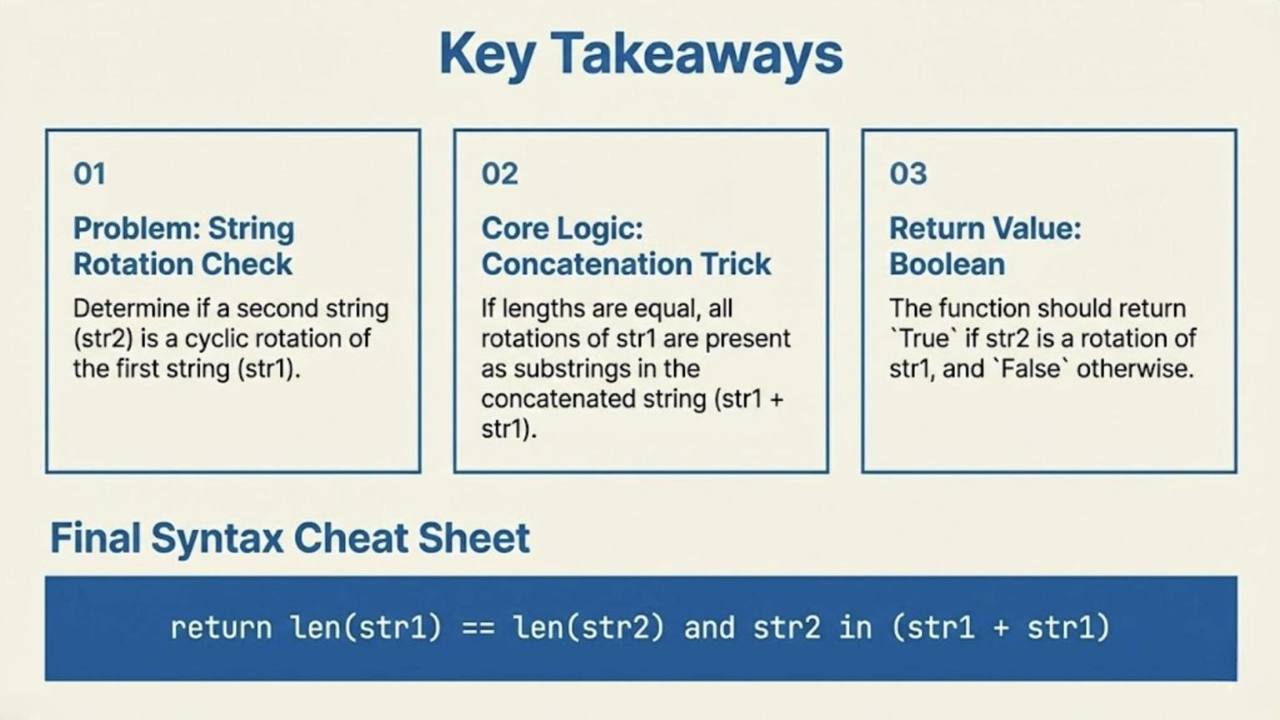 Key Takeaways
01
Problem: String
Rotation Check
Determine if a second string
(str2) is a cyclic rotation of
the first string (str1).
02
Core Logic:
Concatenation Trick
If lengths are equal, all
rotations of str1 are present
as substrings in the
concatenated string (str1 +
str1).
03
Return Value:
Boolean
The function should return
`True` if str2 is a rotation of
str1, and `False` otherwise.
Final Syntax Cheat Sheet
return len(str1) == len(str2) and str2 in (str1 + str1)